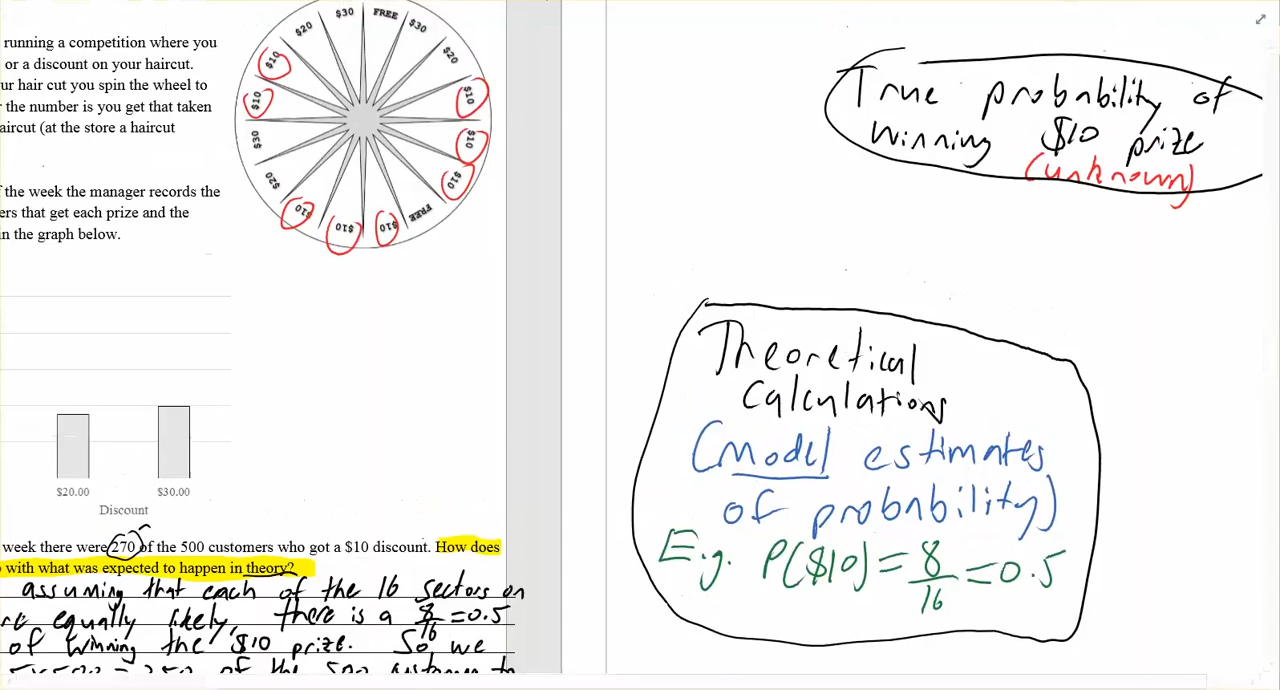 running a competition where you
or a discount on your haircut.
ur hair cut you spin the wheel to
the number is you get that taken
aircut (at the store a haircut
f the week the manager records the
ers that get each prize and the
n the graph below.
$30
FREE
$30
$20
$10
$10
$10
FREE
$10
$10
$10
$20
$30
$10
$10
$20
$20.00
$30.00
Discount
week there were 270 of the 500 customers who got a $10 discount. How does
with what was expected to happen in theory?
assuming that each of the 16 sectors on
equally likely, there is a 8/16 = 0.5
of winning the $10 prize. So we
of the 500
True probability of
winning $10 prize
(unknown)
Theoretical
calculations
(model estimates
of probability)
E.g. P($10) = 8/16 = 0.5